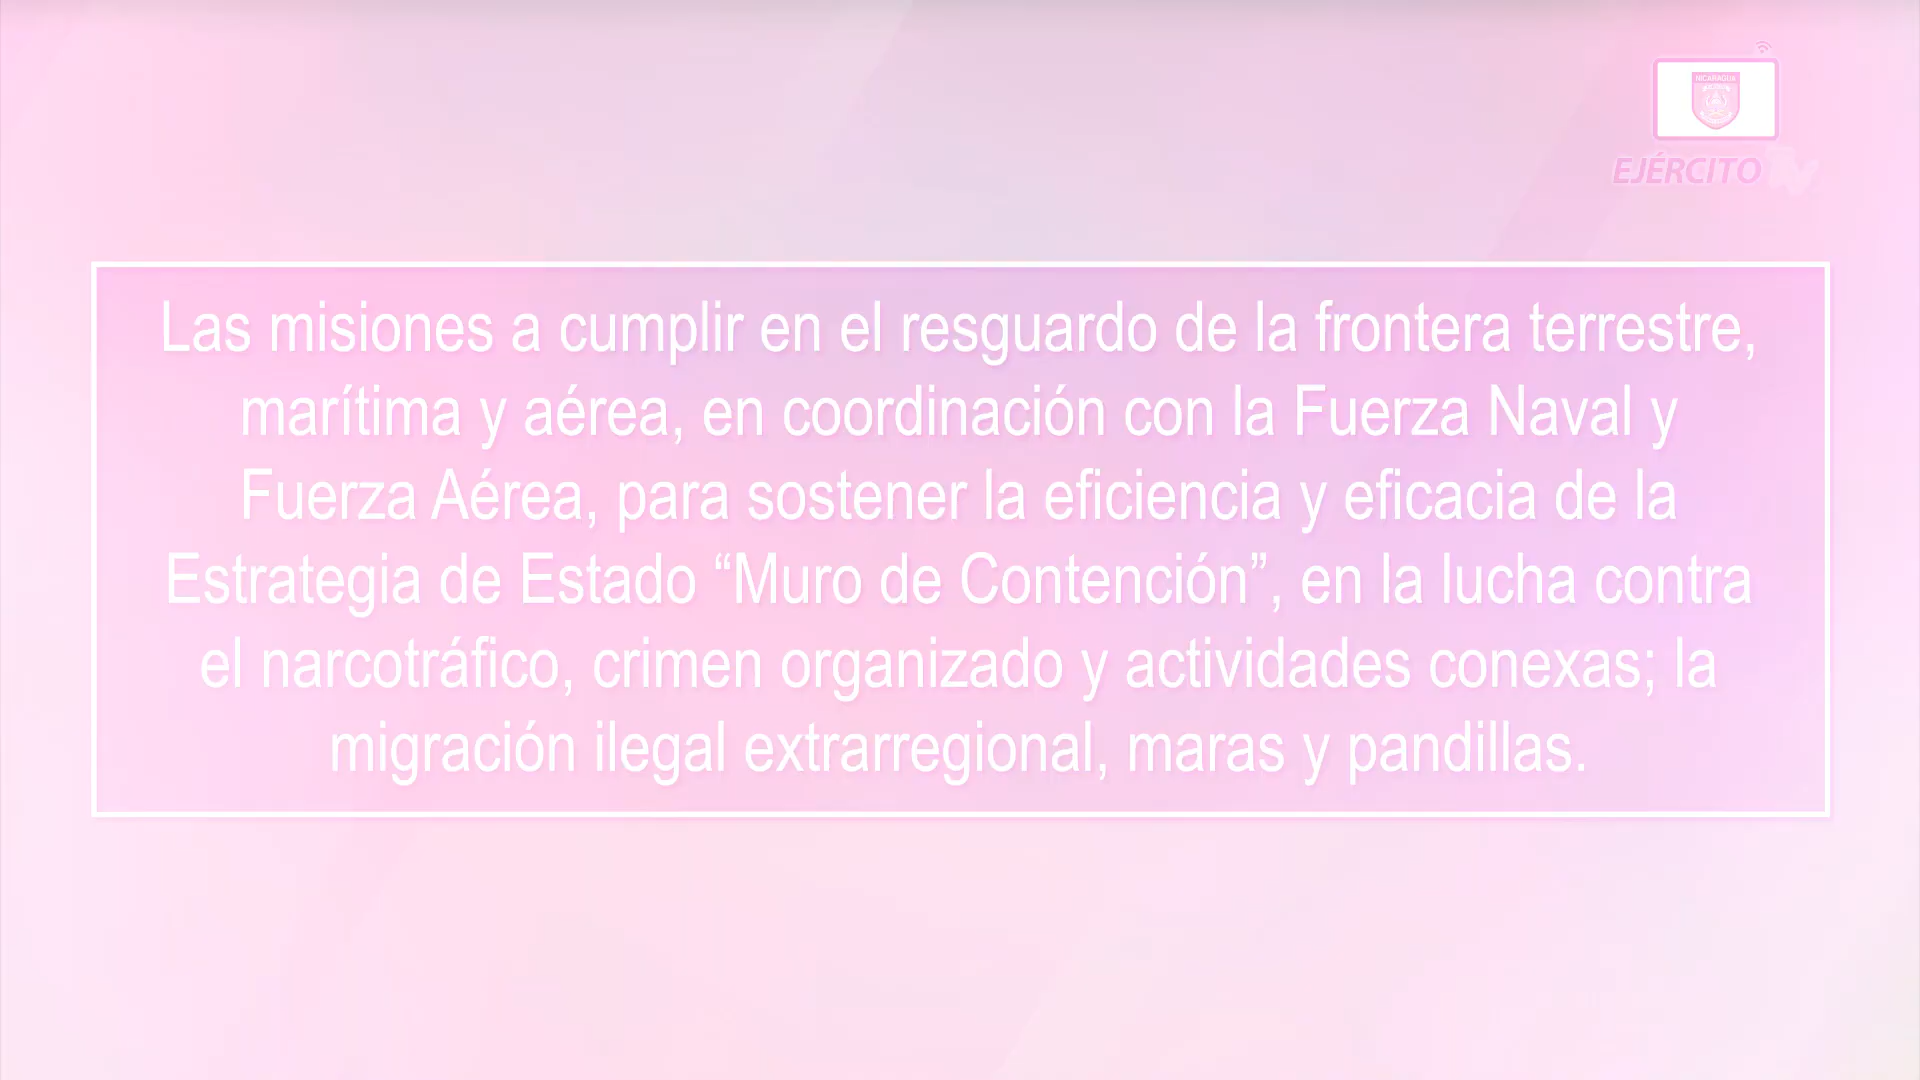 NICARAGUA
EJÉRCITO TV
Las misiones a cumplir en el resguardo de la frontera terrestre,
marítima y aérea, en coordinación con la Fuerza Naval y
Fuerza Aérea, para sostener la eficiencia y eficacia de la
Estrategia de Estado “Muro de Contención”, en la lucha contra
el narcotráfico, crimen organizado y actividades conexas; la
migración ilegal extrarregional, maras y pandillas.